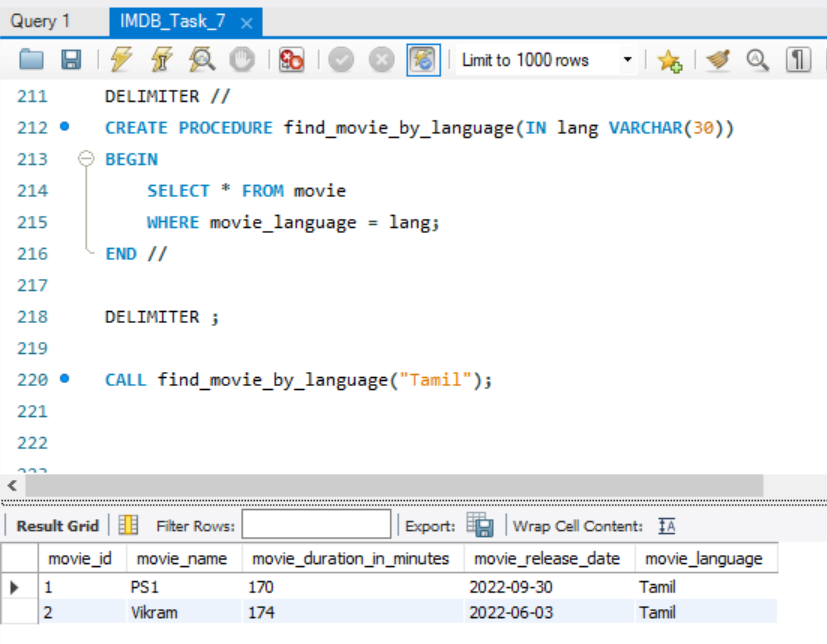 Query 1 IMDB_Task_7
Limit to 1000 rows
211 DELIMITER //
212 CREATE PROCEDURE find_movie_by_language(IN lang VARCHAR(30))
213 BEGIN
214 SELECT * FROM movie
215 WHERE movie_language = lang;
216 END //
217
218 DELIMITER ;
219
220 CALL find_movie_by_language("Tamil");
221
222
Result Grid Filter Rows: Export: Wrap Cell Content:
movie_id movie_name movie_duration_in_minutes movie_release_date movie_language
1 PS1 170 2022-09-30 Tamil
2 Vikram 174 2022-06-03 Tamil